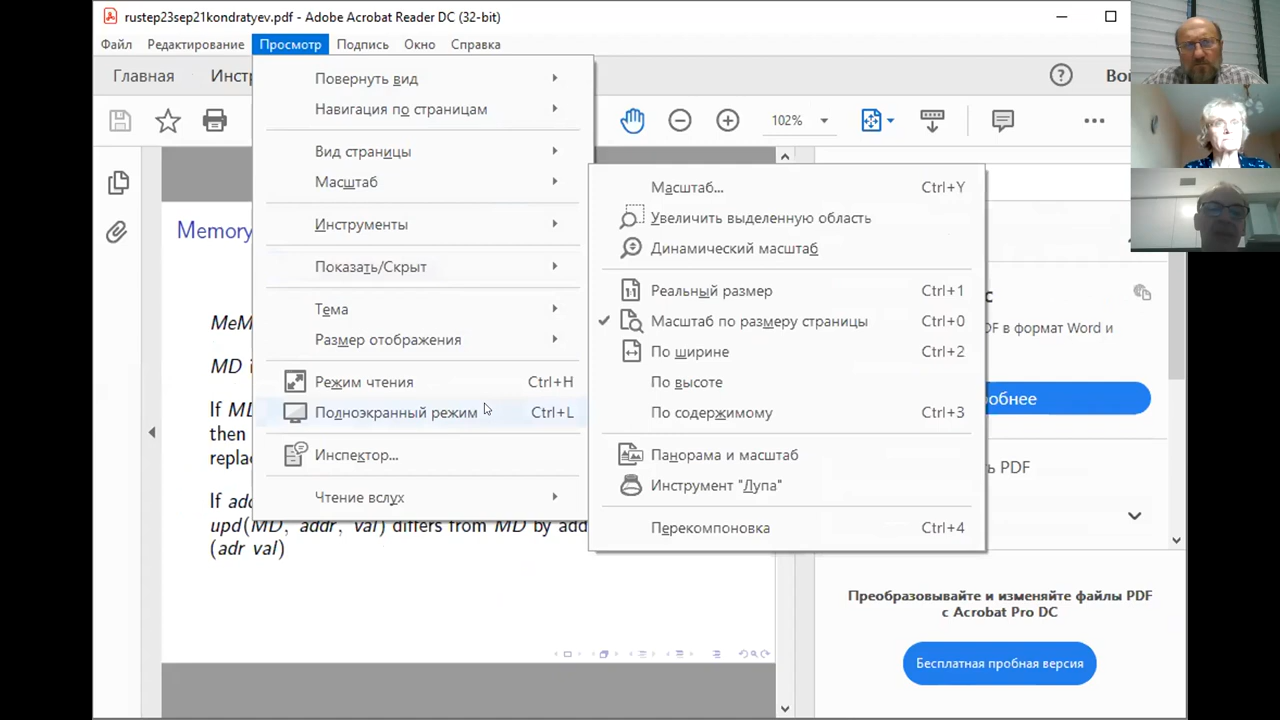 rustep23sep21kondratyev.pdf - Adobe Acrobat Reader DC (32-bit)
Файл Редактирование Просмотр Подпись Окно Справка
Главная Инст
Во
102%
Повернуть вид
Навигация по страницам
Вид страницы
Масштаб
Инструменты
Показать/Скрыт
Тема
Размер отображения
Режим чтения Ctrl+H
Полноэкранный режим Ctrl+L
Инспектор...
Чтение вслух
Масштаб... Ctrl+Y
Увеличить выделенную область
Динамический масштаб
Реальный размер Ctrl+1
Масштаб по размеру страницы Ctrl+0
По ширине Ctrl+2
По высоте
По содержимому Ctrl+3
Панорама и масштаб
Инструмент "Лупа"
Перекомпоновка Ctrl+4
Memory
MeM
MD i
If MD
then
repla
If add
upd(MD, addr, val) differs from MD by add
(adr val)
с
DF в формат Word и
обнее
ь PDF
Преобразовывайте и изменяйте файлы PDF
с Acrobat Pro DC
Бесплатная пробная версия